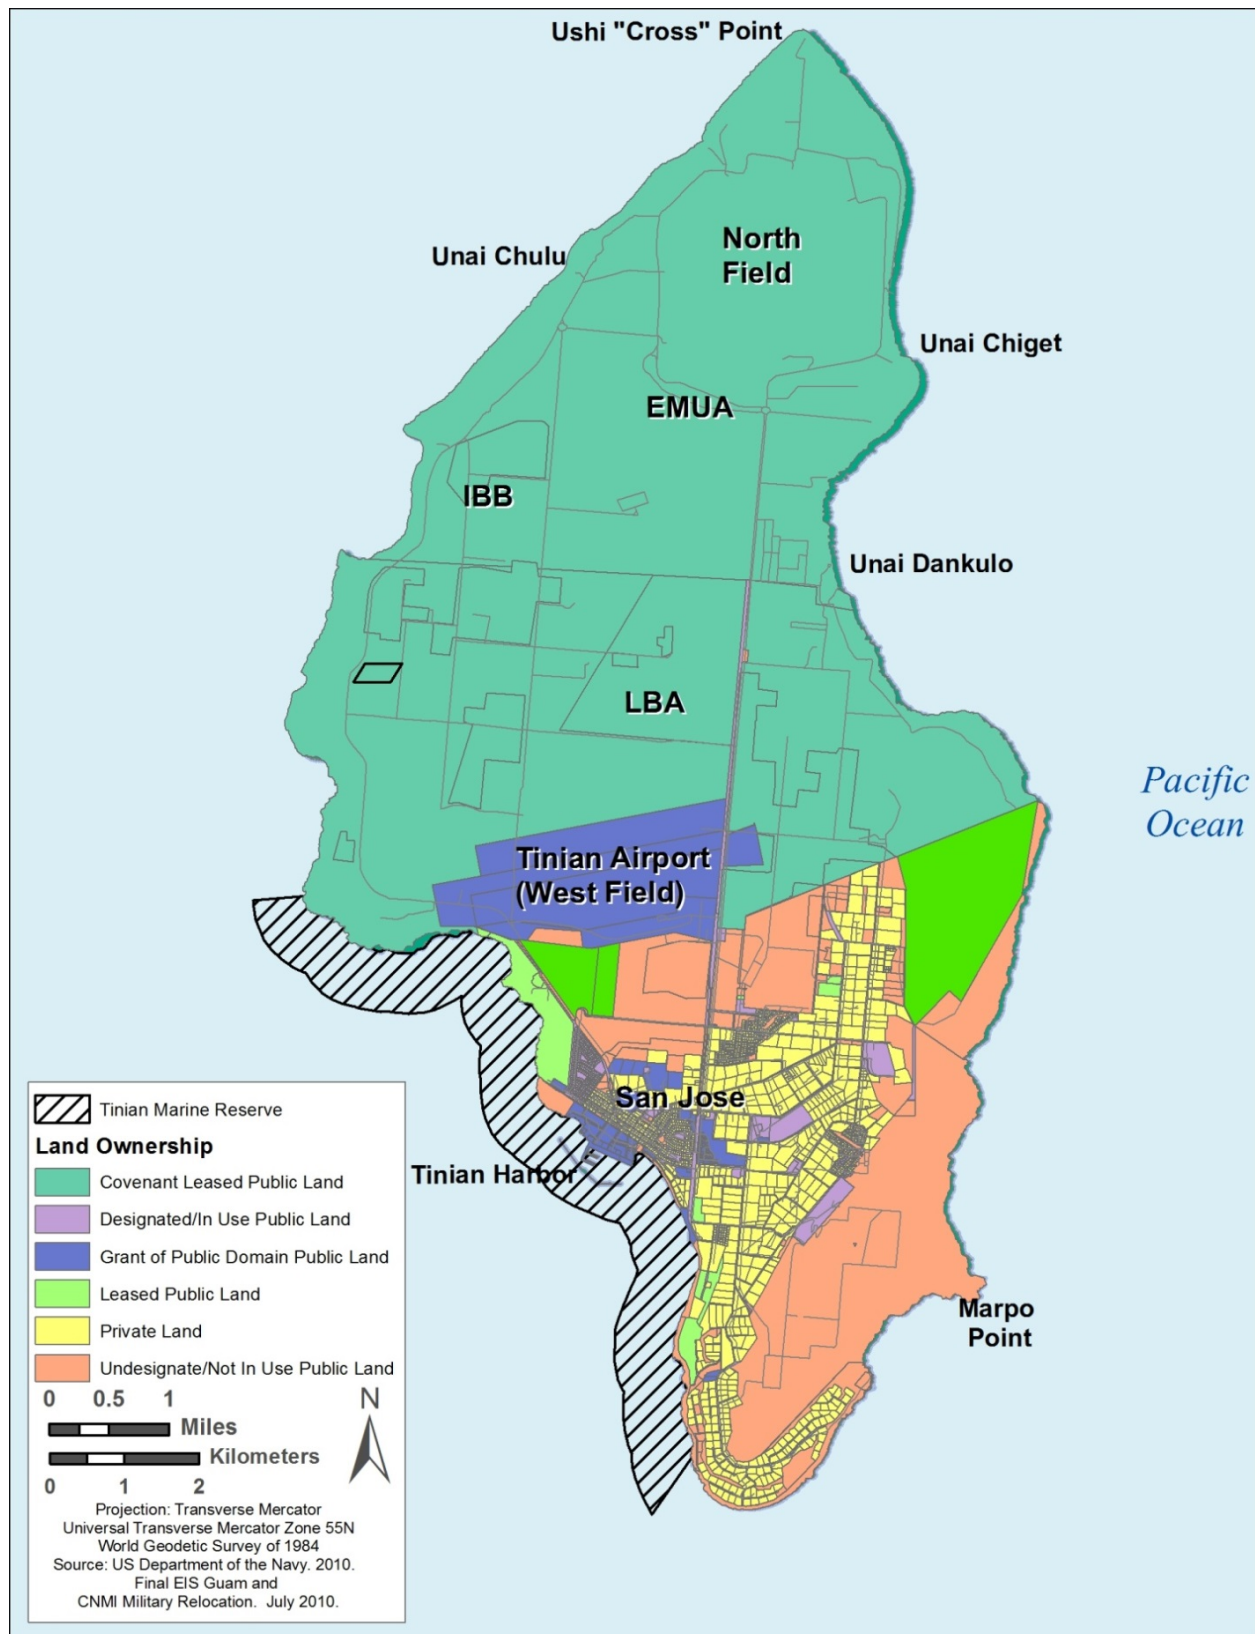 Ushi "Cross" Point
North
Field
Unai Chulu
Unai Chiget
EMUA
IBB
Unai Dankulo
LBA
Pacific
Ocean
Tinian Airport
(West Field)
San Jose
Tinian Harbor
Marpo
Point
Tinian Marine Reserve
Land Ownership
Covenant Leased Public Land
Designated/In Use Public Land
Grant of Public Domain Public Land
Leased Public Land
Private Land
Undesignate/Not In Use Public Land
0 0.5 1
Miles
Kilometers
0 1 2
N
Projection: Transverse Mercator
Universal Transverse Mercator Zone 55N
World Geodetic Survey of 1984
Source: US Department of the Navy. 2010.
Final EIS Guam and
CNMI Military Relocation. July 2010.